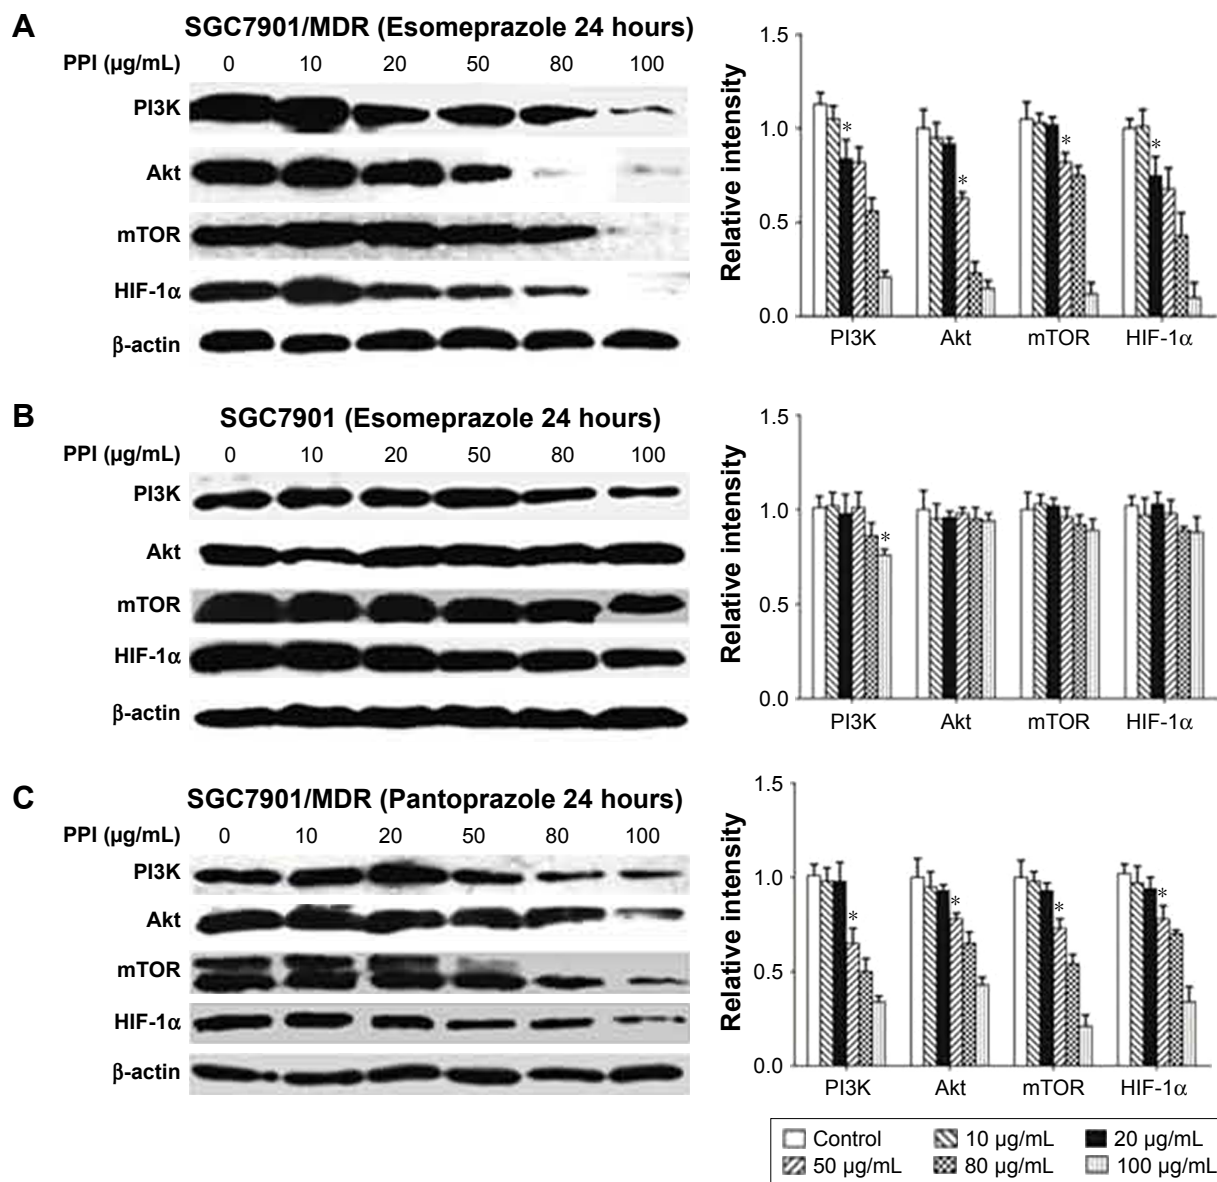 A
SGC7901/MDR (Esomeprazole 24 hours)
PPI (µg/mL) 0 10 20 50 80 100
PI3K
Akt
mTOR
HIF-1α
β-actin
Relative intensity
1.5
1.0
0.5
0.0
* * * *
PI3K Akt mTOR HIF-1α
B
SGC7901 (Esomeprazole 24 hours)
PPI (µg/mL) 0 10 20 50 80 100
PI3K
Akt
mTOR
HIF-1α
β-actin
Relative intensity
1.5
1.0
0.5
0.0
*
PI3K Akt mTOR HIF-1α
C
SGC7901/MDR (Pantoprazole 24 hours)
PPI (µg/mL) 0 10 20 50 80 100
PI3K
Akt
mTOR
HIF-1α
β-actin
Relative intensity
1.5
1.0
0.5
0.0
* * * *
PI3K Akt mTOR HIF-1α
Control 10 µg/mL 20 µg/mL
50 µg/mL 80 µg/mL 100 µg/mL